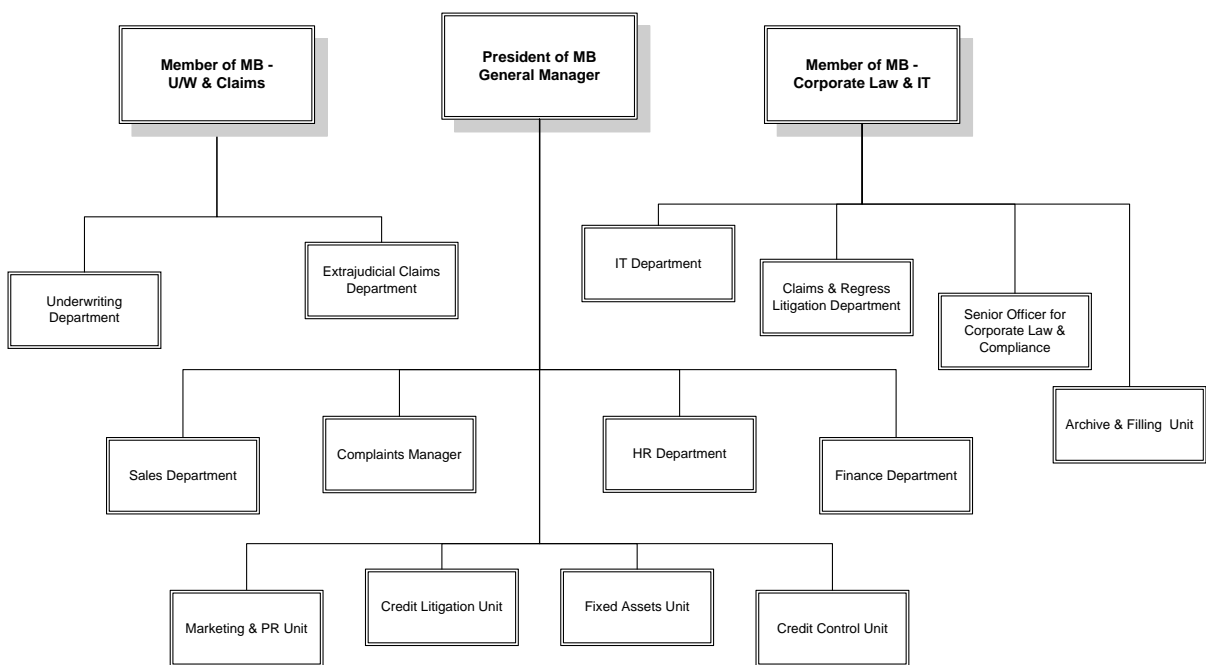 Member of MB -
U/W & Claims
President of MB
General Manager
Member of MB -
Corporate Law & IT
Underwriting
Department
Extrajudicial Claims
Department
IT Department
Claims & Regress
Litigation Department
Senior Officer for
Corporate Law &
Compliance
Archive & Filling Unit
Sales Department
Complaints Manager
HR Department
Finance Department
Marketing & PR Unit
Credit Litigation Unit
Fixed Assets Unit
Credit Control Unit